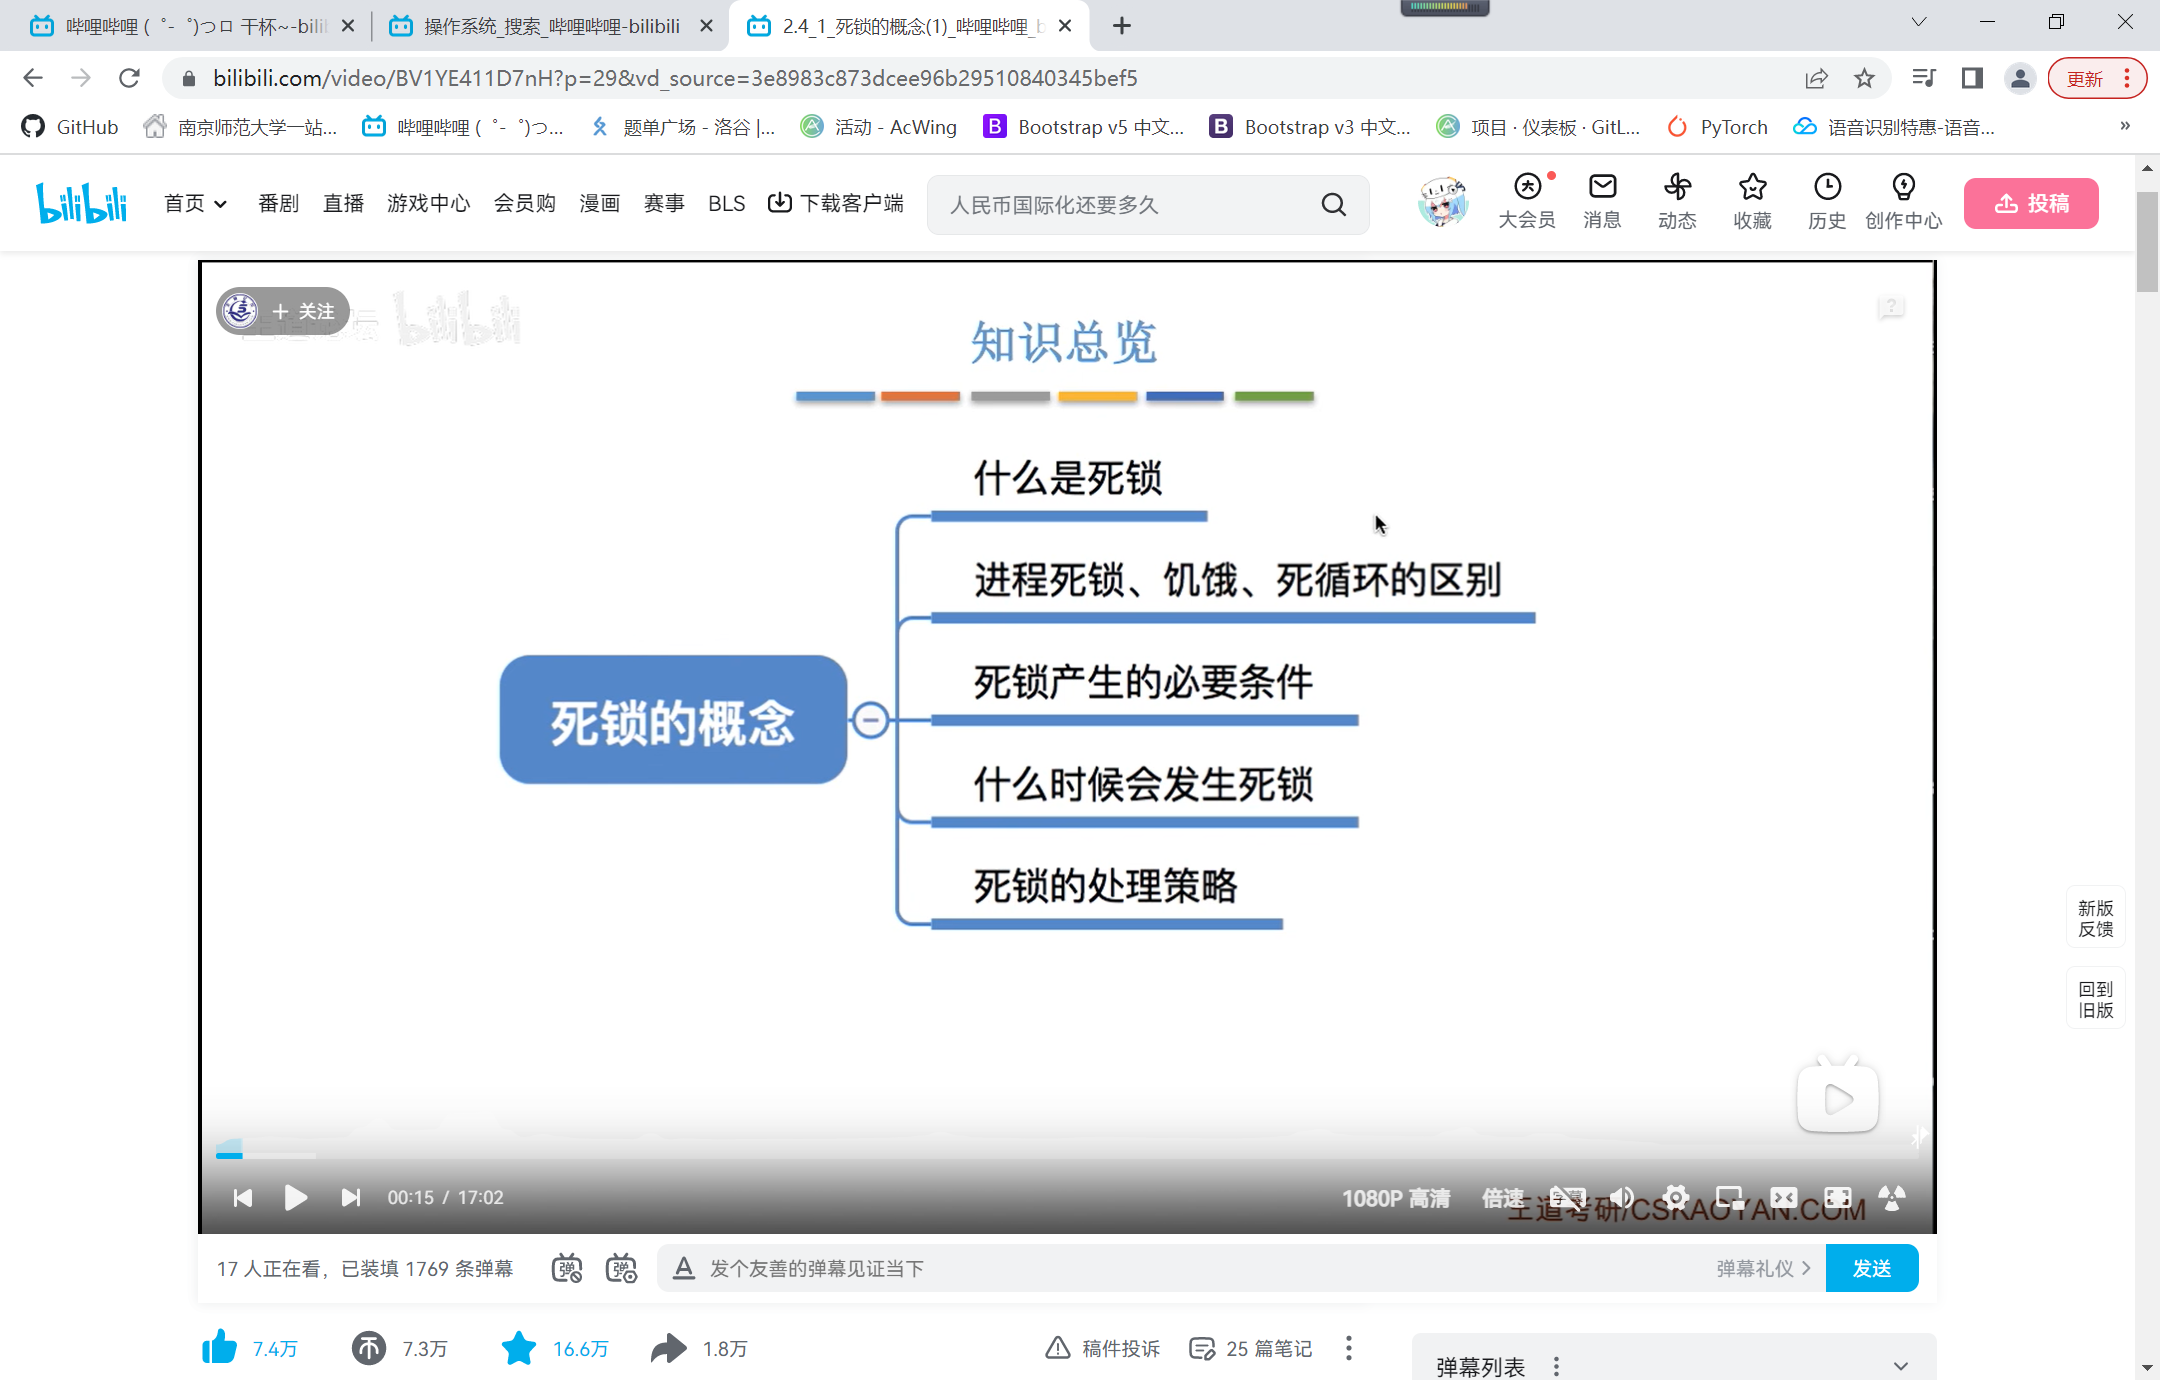 哔哩哔哩 (゜-゜)つロ 干杯~-bili
操作系统_搜索_哔哩哔哩-bilibili
2.4_1_死锁的概念(1)_哔哩哔哩_b
bilibili.com/video/BV1YE411D7nH?p=29&vd_source=3e8983c873dcee96b29510840345bef5
更新
GitHub
南京师范大学一站...
哔哩哔哩 (゜-゜)つ...
题单广场 - 洛谷 |...
活动 - AcWing
Bootstrap v5 中文...
Bootstrap v3 中文...
项目 · 仪表板 · GitL...
PyTorch
语音识别特惠-语音...
»
bilibili
首页
番剧
直播
游戏中心
会员购
漫画
赛事
BLS
下载客户端
人民币国际化还要多久
大会员
消息
动态
收藏
历史
创作中心
投稿
+ 关注
bilibili
知识总览
什么是死锁
进程死锁、饥饿、死循环的区别
死锁产生的必要条件
死锁的概念
什么时候会发生死锁
死锁的处理策略
新版
反馈
回到
旧版
00:15 / 17:02
1080P 高清
倍速
字幕
王道考研/CSKAOYAN.COM
17 人正在看，已装填 1769 条弹幕
弹
弹
A
发个友善的弹幕见证当下
弹幕礼仪 >
发送
7.4万
7.3万
16.6万
1.8万
稿件投诉
25 篇笔记
弹幕列表